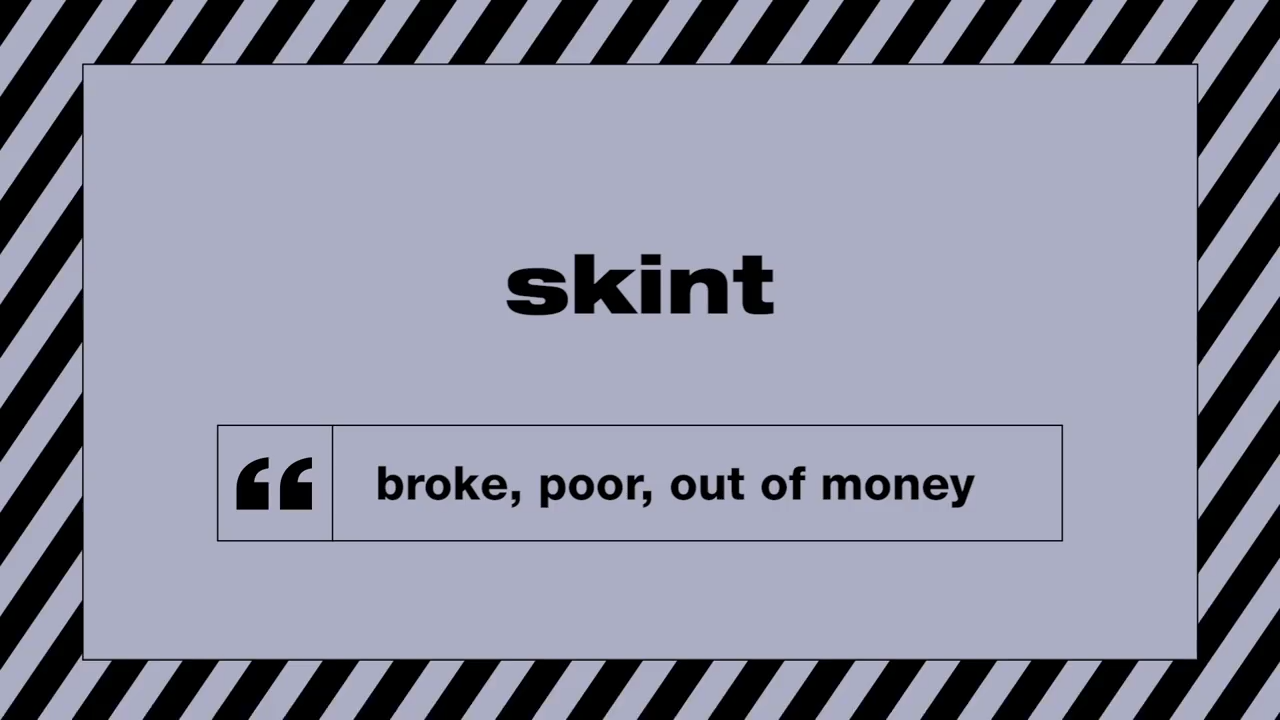 skint
“ broke, poor, out of money